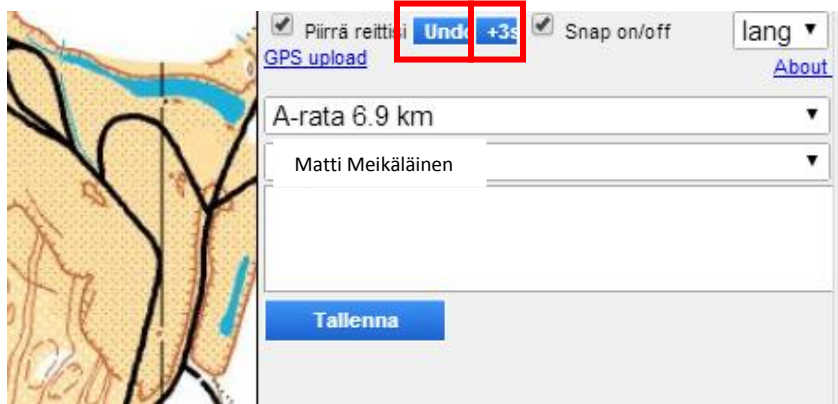 Piirrä reittisi Undo +3s Snap on/off lang
GPS upload About
A-rata 6.9 km
Matti Meikäläinen
Tallenna